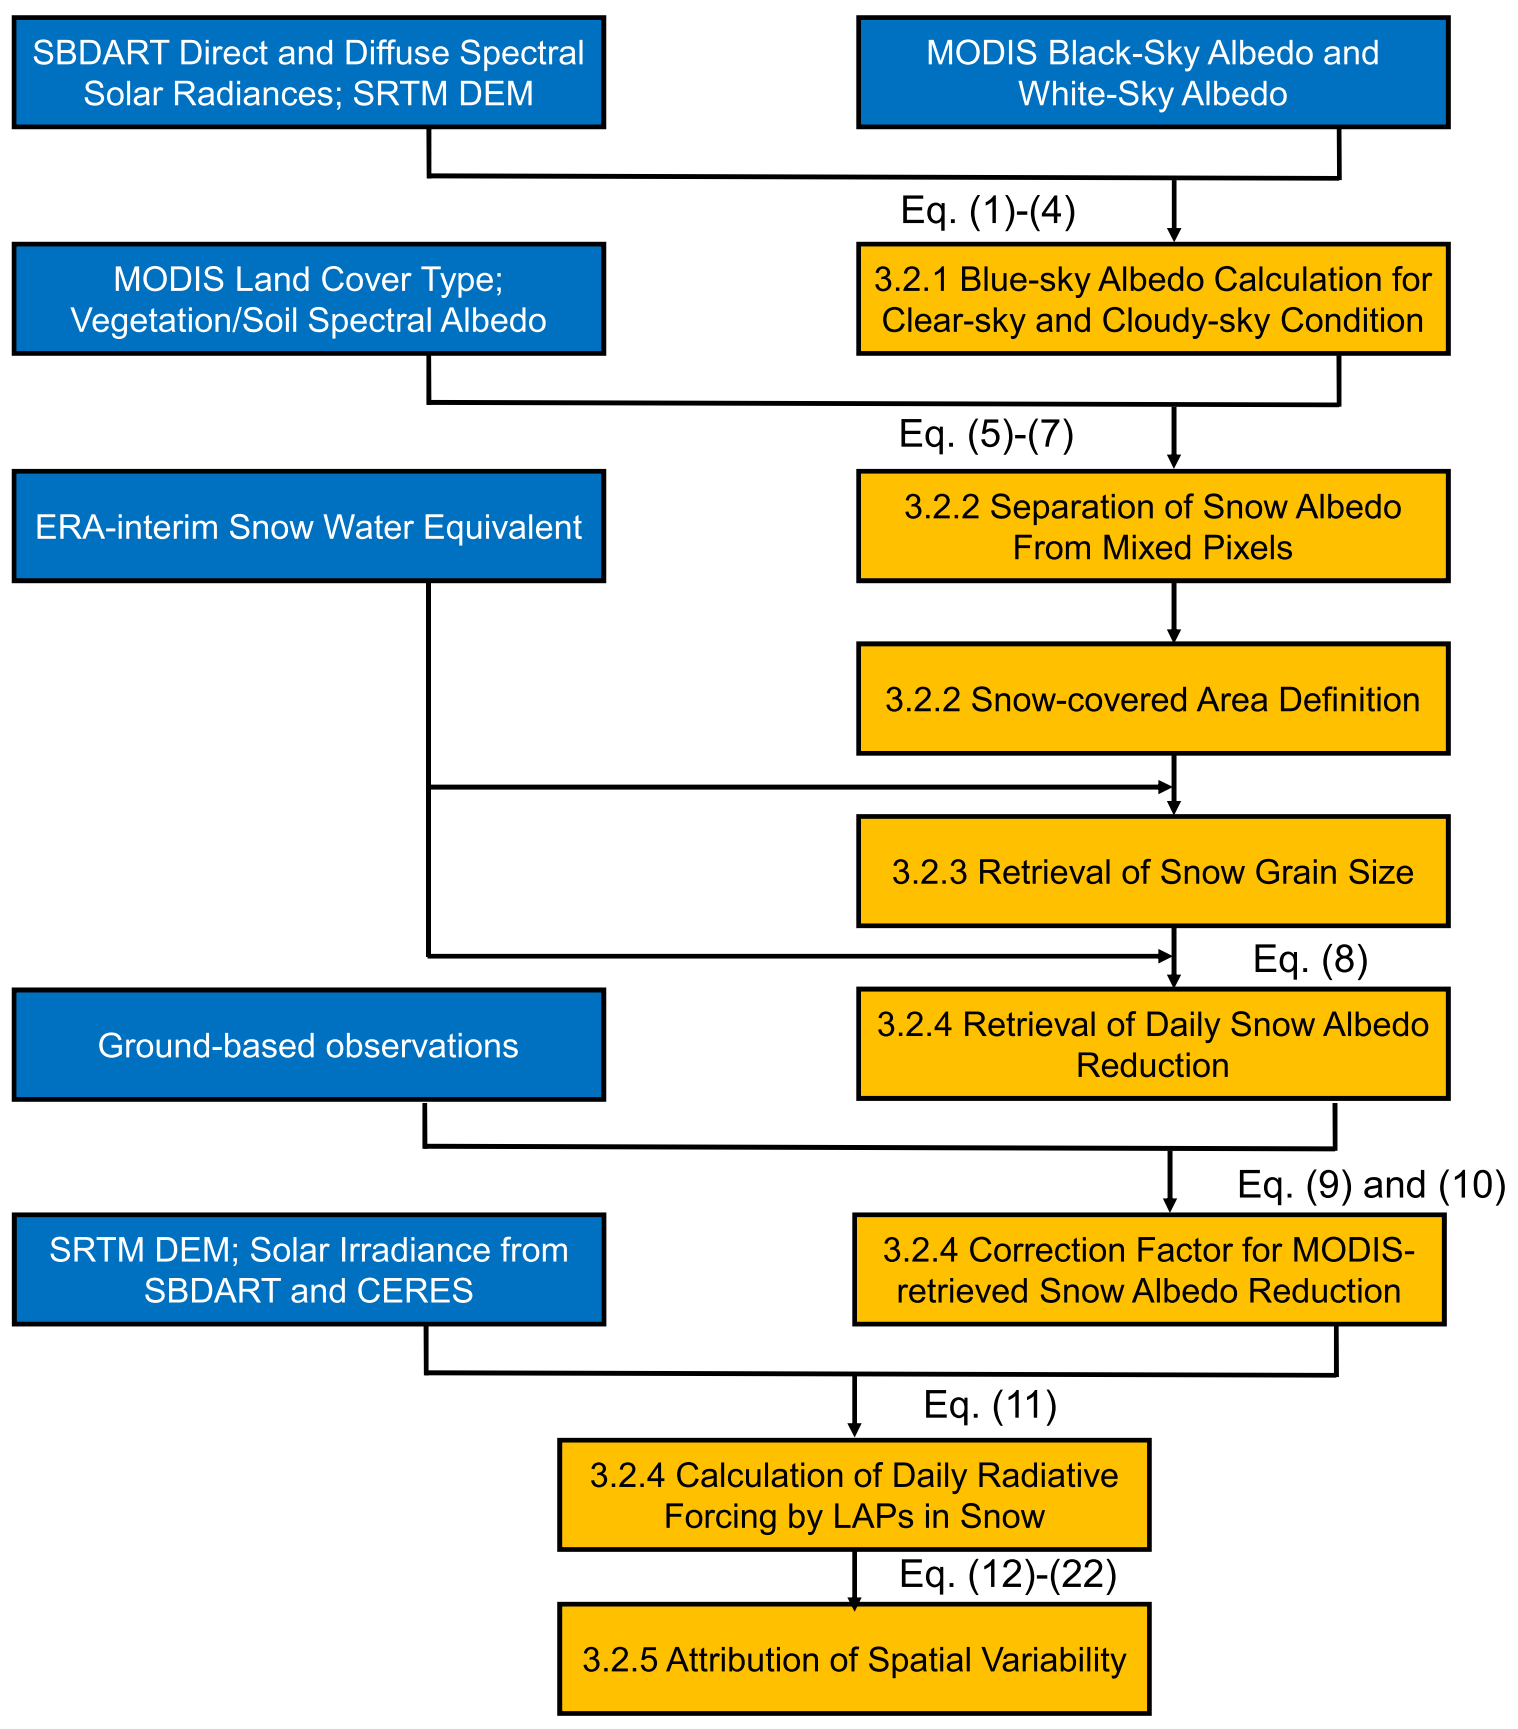 SBDART Direct and Diffuse Spectral
Solar Radiances; SRTM DEM
MODIS Black-Sky Albedo and
White-Sky Albedo
Eq. (1)-(4)
MODIS Land Cover Type;
Vegetation/Soil Spectral Albedo
3.2.1 Blue-sky Albedo Calculation for
Clear-sky and Cloudy-sky Condition
Eq. (5)-(7)
ERA-interim Snow Water Equivalent
3.2.2 Separation of Snow Albedo
From Mixed Pixels
3.2.2 Snow-covered Area Definition
3.2.3 Retrieval of Snow Grain Size
Eq. (8)
Ground-based observations
3.2.4 Retrieval of Daily Snow Albedo
Reduction
Eq. (9) and (10)
SRTM DEM; Solar Irradiance from
SBDART and CERES
3.2.4 Correction Factor for MODIS-
retrieved Snow Albedo Reduction
Eq. (11)
3.2.4 Calculation of Daily Radiative
Forcing by LAPs in Snow
Eq. (12)-(22)
3.2.5 Attribution of Spatial Variability